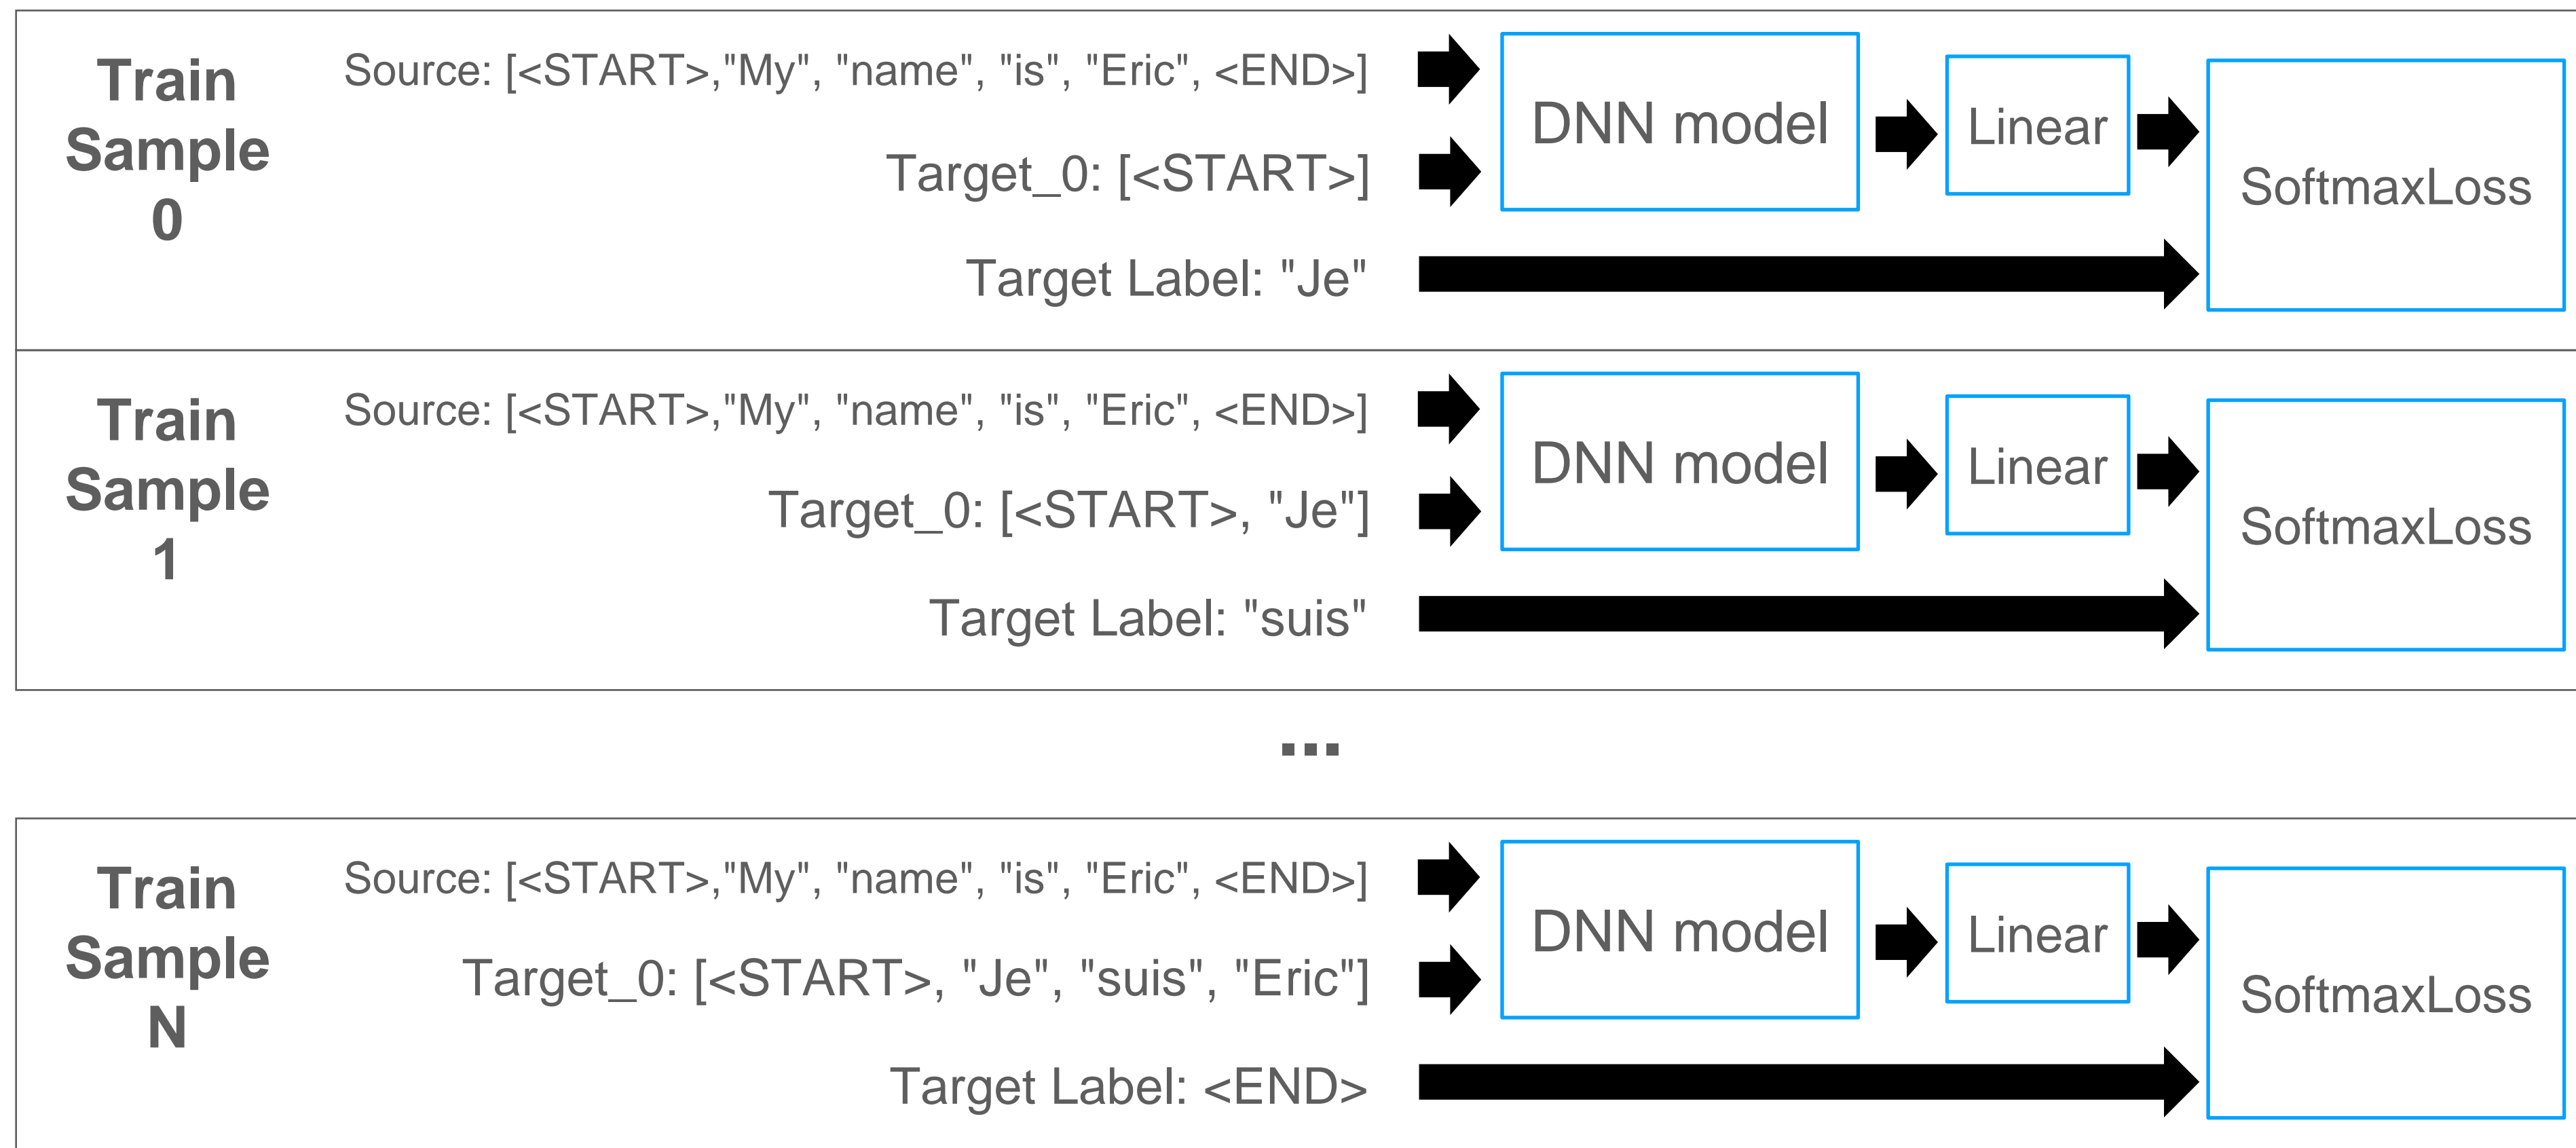 Train
Sample
0
Source: [<START>,"My", "name", "is", "Eric", <END>]
Target_0: [<START>]
Target Label: "Je"
DNN model
Linear
SoftmaxLoss
Train
Sample
1
Source: [<START>,"My", "name", "is", "Eric", <END>]
Target_0: [<START>, "Je"]
Target Label: "suis"
DNN model
Linear
SoftmaxLoss
...
Train
Sample
N
Source: [<START>,"My", "name", "is", "Eric", <END>]
Target_0: [<START>, "Je", "suis", "Eric"]
Target Label: <END>
DNN model
Linear
SoftmaxLoss